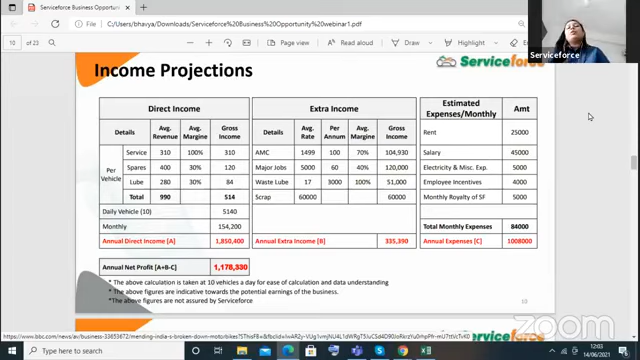 Serviceforce Business Opportunity
C:/Users/bhavya/Downloads/Serviceforce%20Business%20Opportunity%20webinar1.pdf
10 of 23
Page view
Read aloud
Draw
Highlight
Serviceforce
Income Projections
Serviceforce
Direct Income Extra Income Estimated Expenses/Monthly Amt
Details Avg. Revenue Avg. Margine Gross Income Details Avg. Rate Per Annum Avg. Margine Gross Income Rent 25000
Per Vehicle Service 310 100% 310 AMC 1499 100 70% 104,930 Salary 45000
Spares 400 30% 120 Major Jobs 5000 60 40% 120,000 Electricity & Misc. Exp. 5000
Lube 280 30% 84 Waste Lube 17 3000 100% 51,000 Employee Incentives 4000
Total 990 514 Scrap 60000 60000 Monthly Royalty of SF 5000
Daily Vehicle (10) 5140
Monthly 154,200 Total Monthly Expenses 84000
Annual Direct Income [A] 1,850,400 Annual Extra Income [B] 335,390 Annual Expenses [C] 1008000
Annual Net Profit [A+B-C]
* The above calculation is taken at 10 vehicles a day for ease of calculation and data understanding
* The above figures are indicative towards the potential earnings of the business.
*The above figures are not assured by Serviceforce
10
Serviceforce
zoom
Type here to search
12:03
14/06/2021